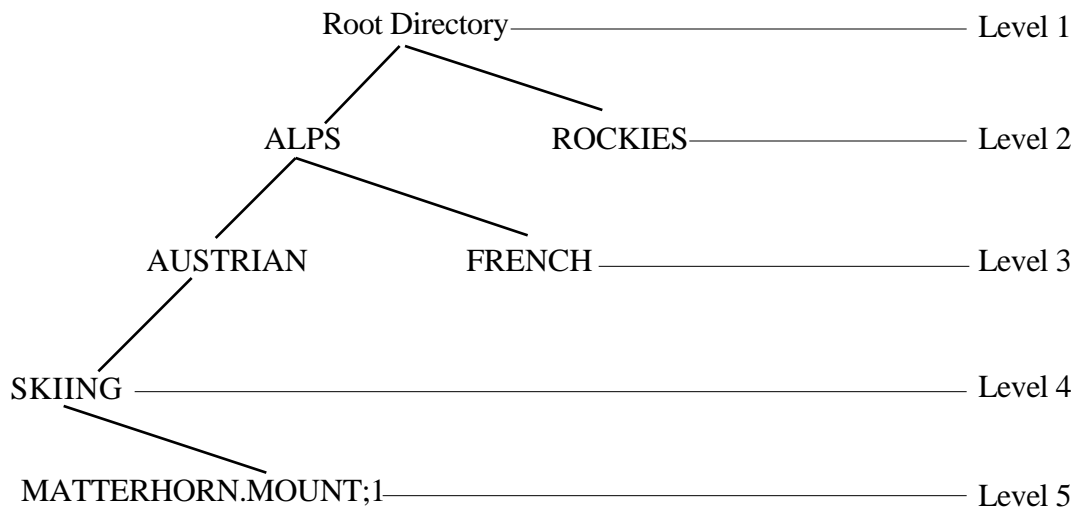 Root Directory Level 1
ALPS ROCKIES Level 2
AUSTRIAN FRENCH Level 3
SKIING Level 4
MATTERHORN.MOUNT;1 Level 5